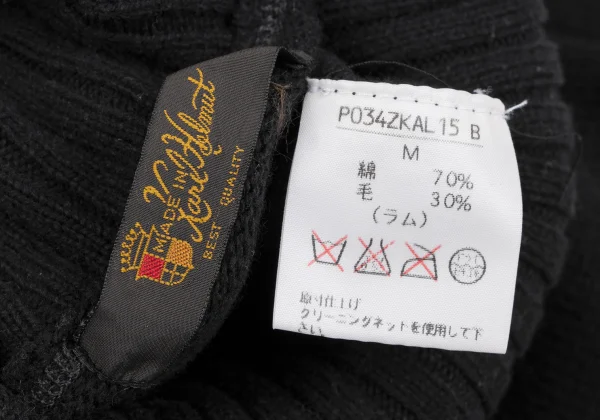 MADE IN
Karl Helmut
BEST QUALITY
P034ZKAL15 B
M
綿 70%
毛 30%
(ラム)
原付仕上げ
クリーニングネットを使用して下
さい